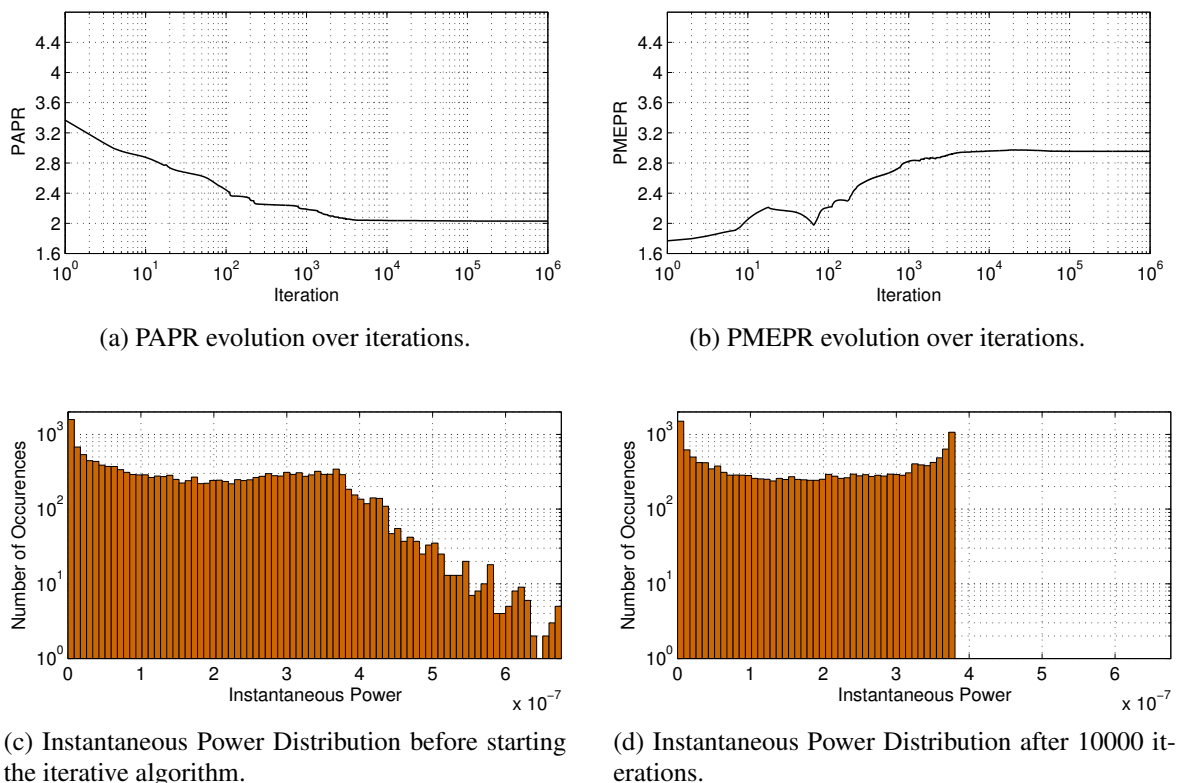 4.4
4
3.6
3.2
2.8
2.4
2
1.6
PAPR
10^0 10^1 10^2 10^3 10^4 10^5 10^6
Iteration
(a) PAPR evolution over iterations.
4.4
4
3.6
3.2
2.8
2.4
2
1.6
PMEPR
10^0 10^1 10^2 10^3 10^4 10^5 10^6
Iteration
(b) PMEPR evolution over iterations.
10^3
10^2
10^1
10^0
Number of Occurences
0 1 2 3 4 5 6
Instantaneous Power
x 10^-7
(c) Instantaneous Power Distribution before starting
the iterative algorithm.
10^3
10^2
10^1
10^0
Number of Occurences
0 1 2 3 4 5 6
Instantaneous Power
x 10^-7
(d) Instantaneous Power Distribution after 10000 it-
erations.